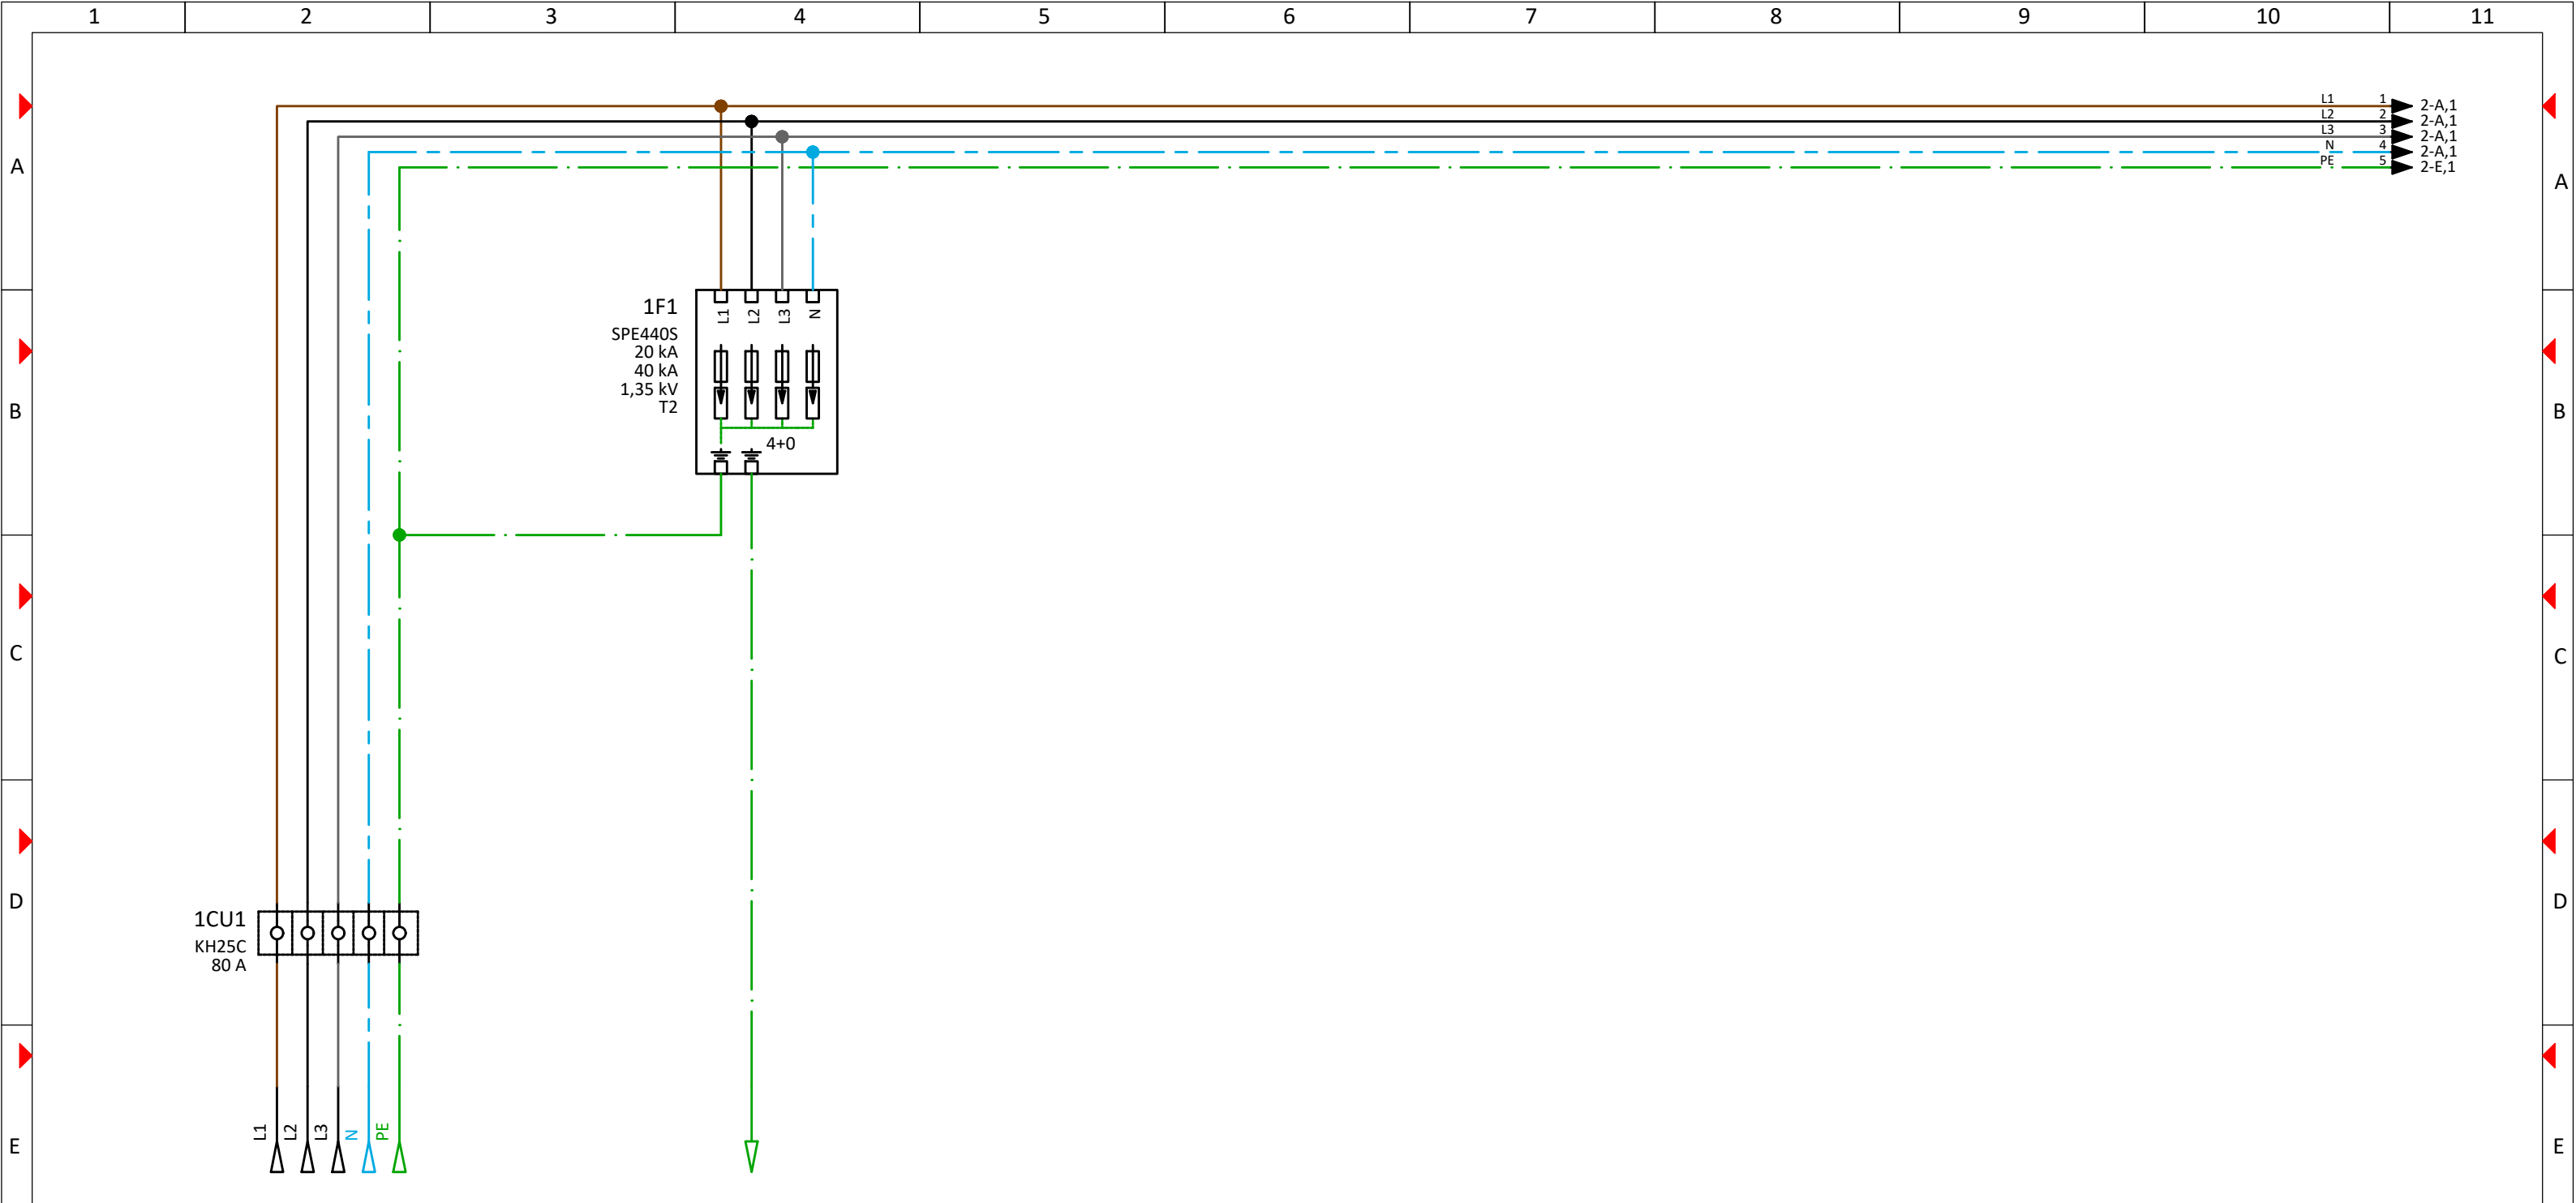 1 2 3 4 5 6 7 8 9 10 11
L1 1 2-A,1
L2 2 2-A,1
L3 3 2-A,1
N 4 2-A,1
PE 5 2-E,1
A A
1F1
SPE440S
20 kA
40 kA
1,35 kV
T2
L1 L2 L3 N
4+0
B B
C C
D D
1CU1
KH25C
80 A
L1 L2 L3 N PE
E E